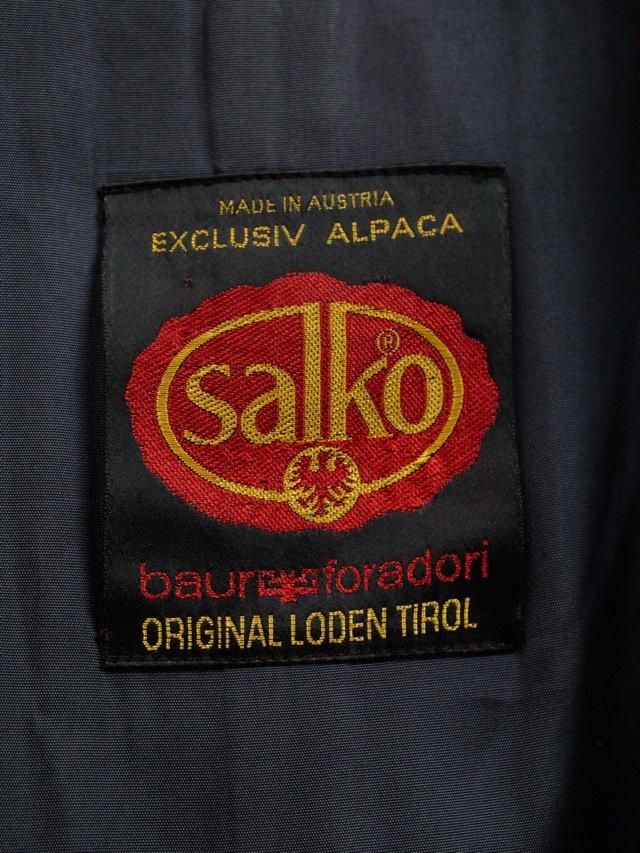 MADE IN AUSTRIA
EXCLUSIV ALPACA
salko®
baur foradori
ORIGINAL LODEN TIROL